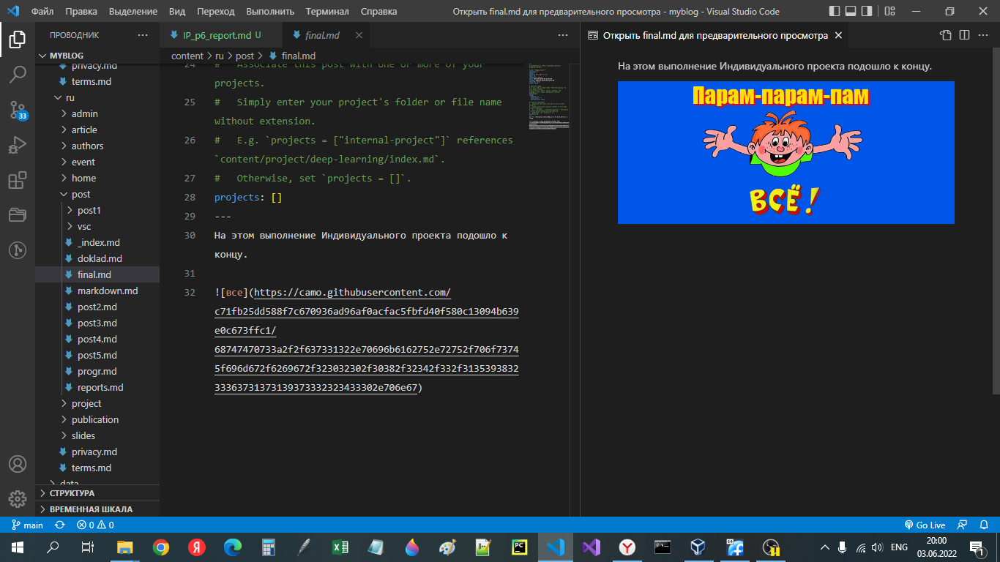 Файл Правка Выделение Вид Переход Выполнить Терминал Справка
Открыть final.md для предварительного просмотра - myblog - Visual Studio Code
ПРОВОДНИК
MYBLOG
privacy.md
terms.md
ru
admin
article
authors
event
home
post
post1
vsc
_index.md
doklad.md
final.md
markdown.md
post2.md
post3.md
post4.md
post5.md
progr.md
reports.md
project
publication
slides
privacy.md
terms.md
data
СТРУКТУРА
ВРЕМЕННАЯ ШКАЛА
33
IP_p6_report.md U
final.md
content > ru > post > final.md
24 #   Associate this post with one or more of your
projects.
25 #   Simply enter your project's folder or file name
without extension.
26 #   E.g. `projects = ["internal-project"]` references
`content/project/deep-learning/index.md`.
27 #   Otherwise, set `projects = []`.
28 projects: []
29 ---
30 На этом выполнение Индивидуального проекта подошло к
концу.
31
32 ![все](https://camo.githubusercontent.com/
c71fb25dd588f7c670936ad96af0acfac5fbfd40f580c13094b639
e0c673ffc1/
68747470733a2f2f637331322e70696b6162752e72752f706f7374
5f696d672f6269672f323032302f30382f32342f332f3135393832
33363731373139373332323433302e706e67)
Открыть final.md для предварительного просмотра
На этом выполнение Индивидуального проекта подошло к концу.
Парам-парам-пам
ВСЁ!
main
0 0
Go Live
ENG
20:00
03.06.2022
1